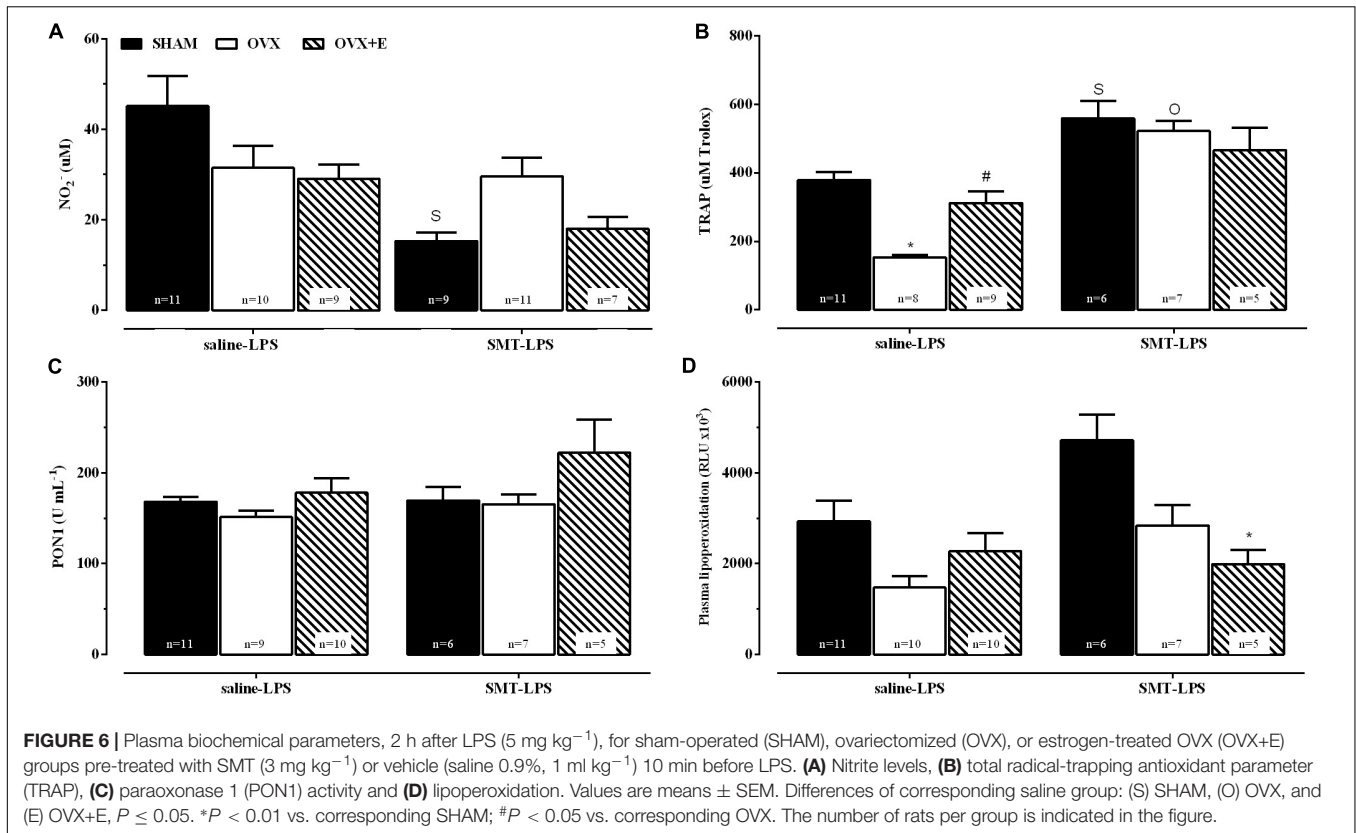 A
SHAM OVX OVX+E
NO₂⁻ (uM)
60
40
20
0
S
n=11 n=10 n=9 n=9 n=11 n=7
saline-LPS SMT-LPS
B
TRAP (uM Trolox)
800
600
400
200
0
* # S O
n=11 n=8 n=9 n=6 n=7 n=5
saline-LPS SMT-LPS
C
PON1 (U mL⁻¹)
300
200
100
0
n=11 n=9 n=10 n=6 n=7 n=5
saline-LPS SMT-LPS
D
Plasma lipoperoxidation (RLU x10³)
6000
4000
2000
0
*
n=11 n=10 n=10 n=6 n=7 n=5
saline-LPS SMT-LPS
FIGURE 6 | Plasma biochemical parameters, 2 h after LPS (5 mg kg⁻¹), for sham-operated (SHAM), ovariectomized (OVX), or estrogen-treated OVX (OVX+E)
groups pre-treated with SMT (3 mg kg⁻¹) or vehicle (saline 0.9%, 1 ml kg⁻¹) 10 min before LPS. (A) Nitrite levels, (B) total radical-trapping antioxidant parameter
(TRAP), (C) paraoxonase 1 (PON1) activity and (D) lipoperoxidation. Values are means ± SEM. Differences of corresponding saline group: (S) SHAM, (O) OVX, and
(E) OVX+E, P ≤ 0.05. *P < 0.01 vs. corresponding SHAM; #P < 0.05 vs. corresponding OVX. The number of rats per group is indicated in the figure.